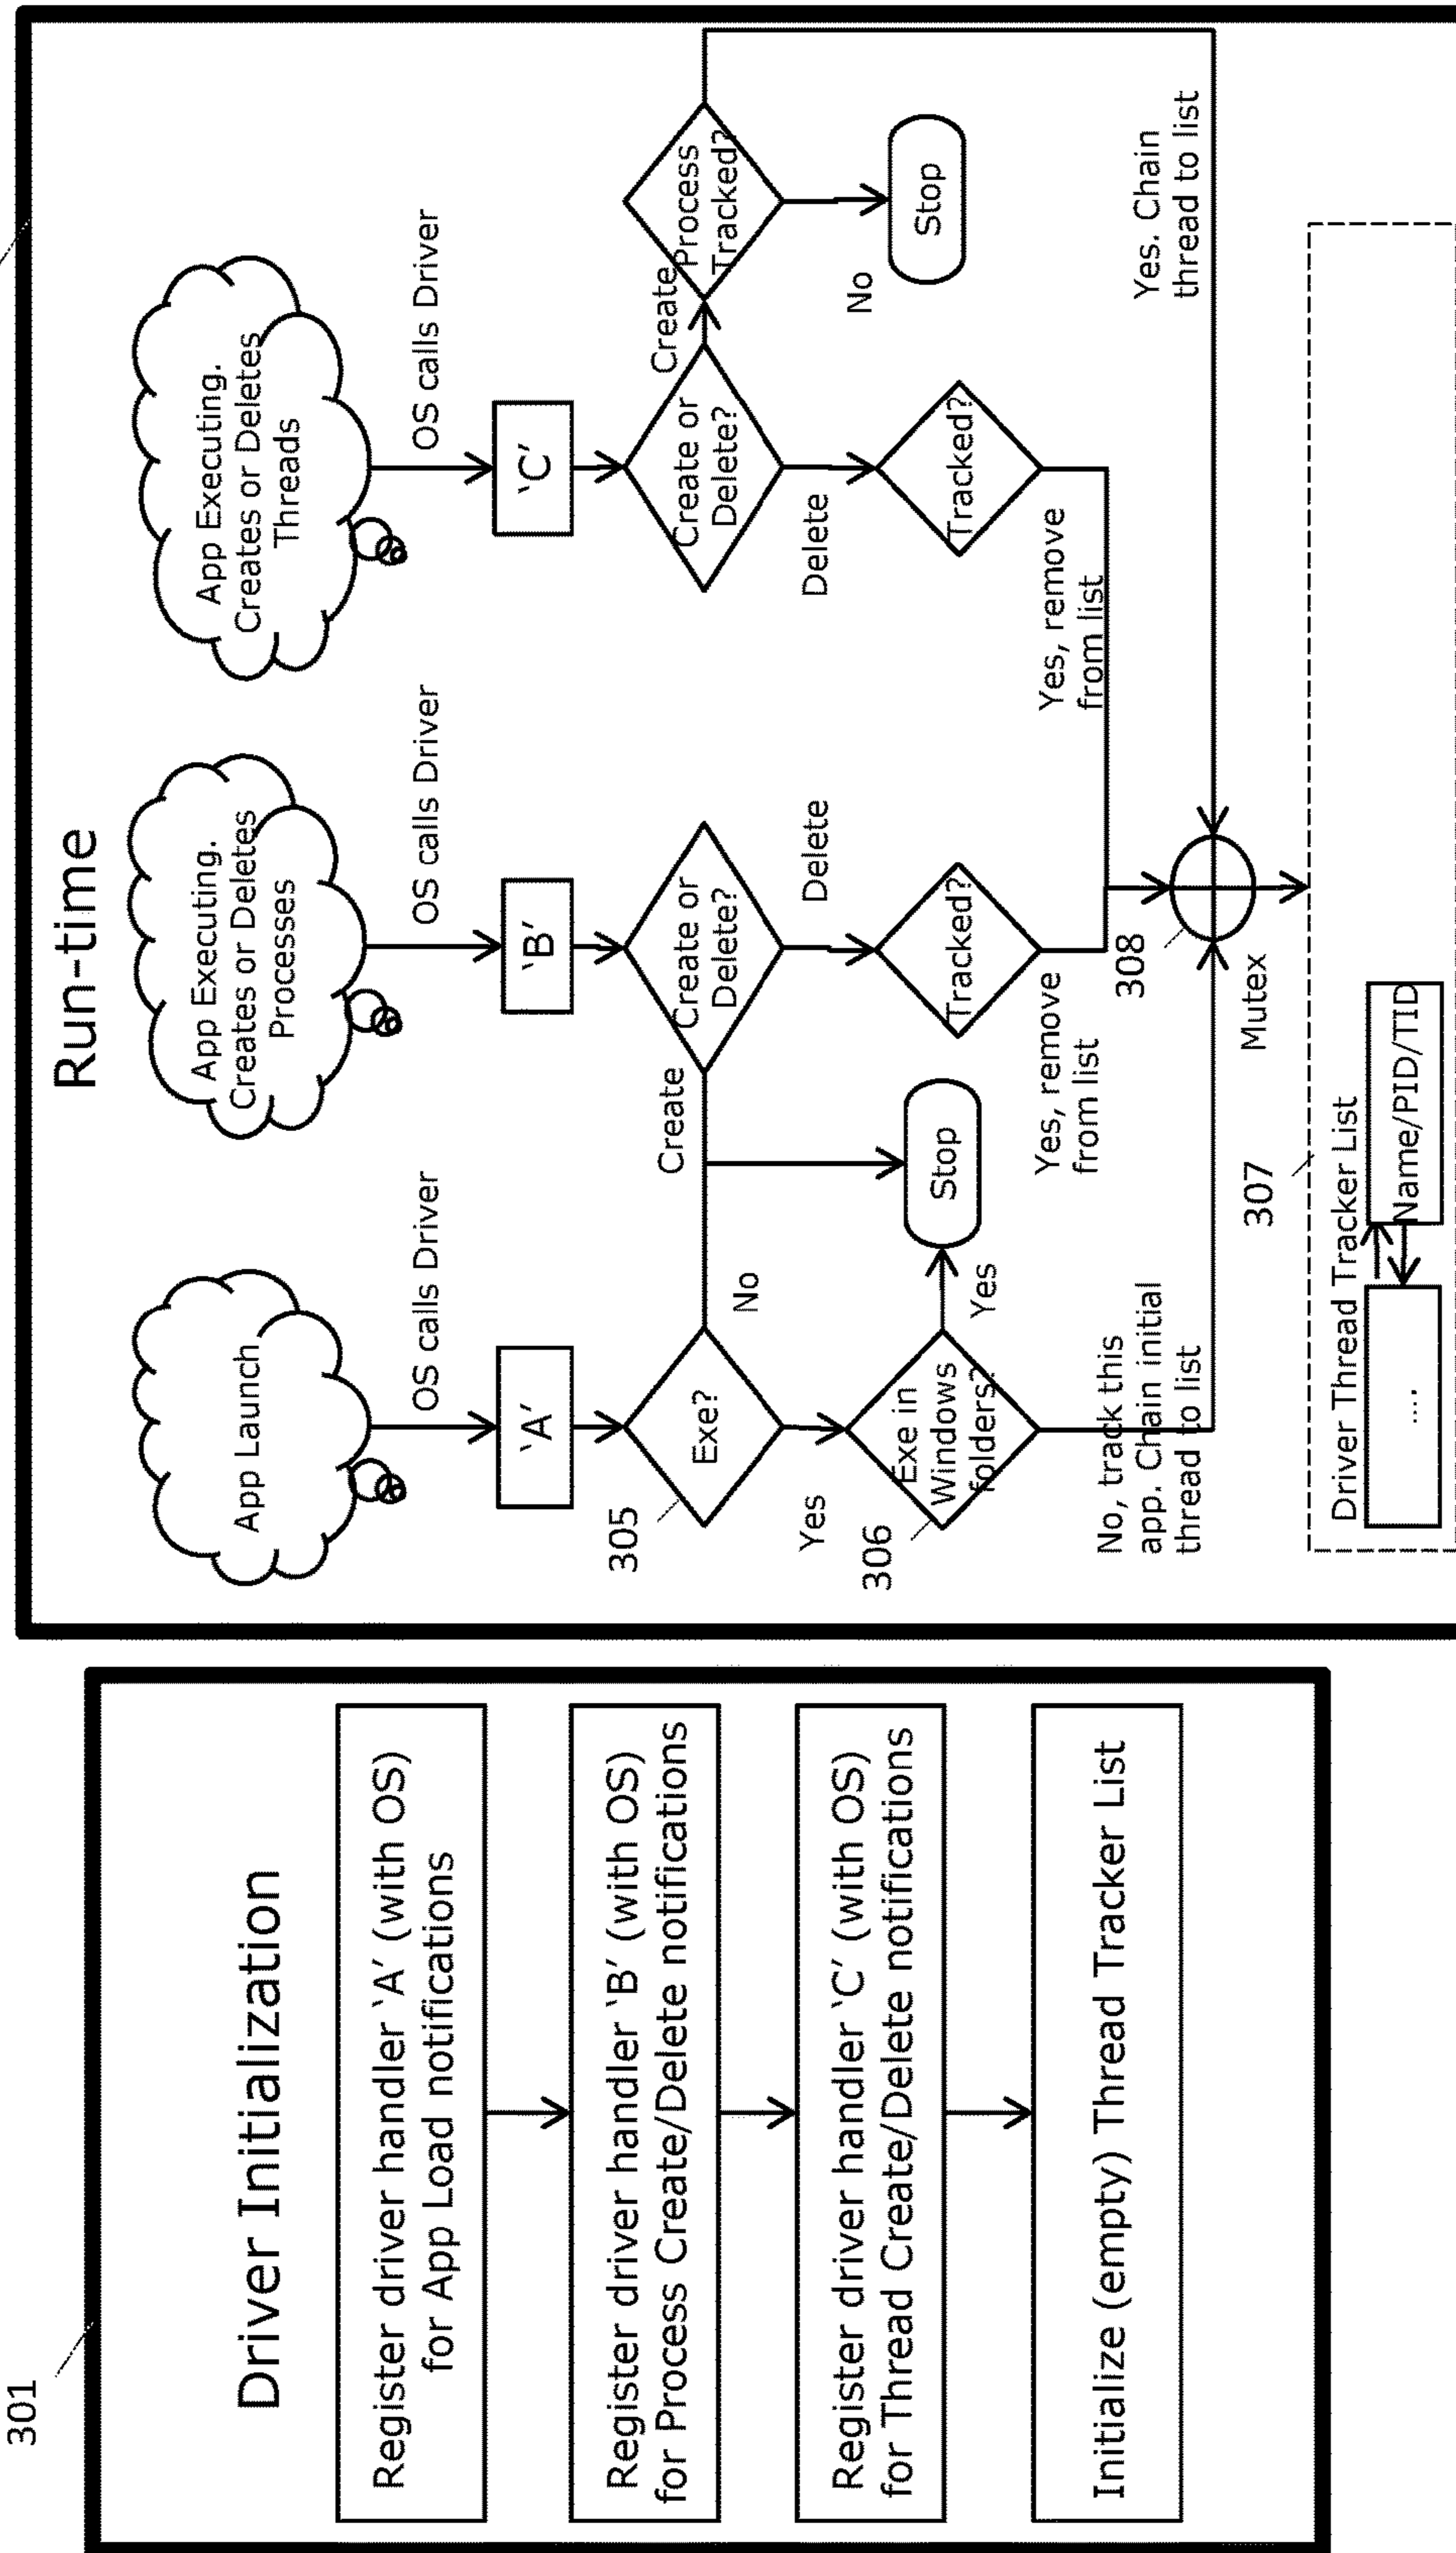 301
Driver Initialization
Register driver handler ‘A’ (with OS)
for App Load notifications
Register driver handler ‘B’ (with OS)
for Process Create/Delete notifications
Register driver handler ‘C’ (with OS)
for Thread Create/Delete notifications
Initialize (empty) Thread Tracker List
Run-time
App Launch
OS calls Driver
‘A’
305
Exe?
No
Yes
306
Exe in
Windows
folders?
Yes
Stop
No, track this
app. Chain initial
thread to list
App Executing.
Creates or Deletes
Processes
OS calls Driver
‘B’
Create or
Delete?
Create
Delete
Tracked?
Yes, remove
from list
App Executing.
Creates or Deletes
Threads
OS calls Driver
‘C’
Create or
Delete?
Create
Process
Tracked?
No
Stop
Delete
Tracked?
Yes, remove
from list
Yes. Chain
thread to list
308
Mutex
307
Driver Thread Tracker List
....
Name/PID/TID